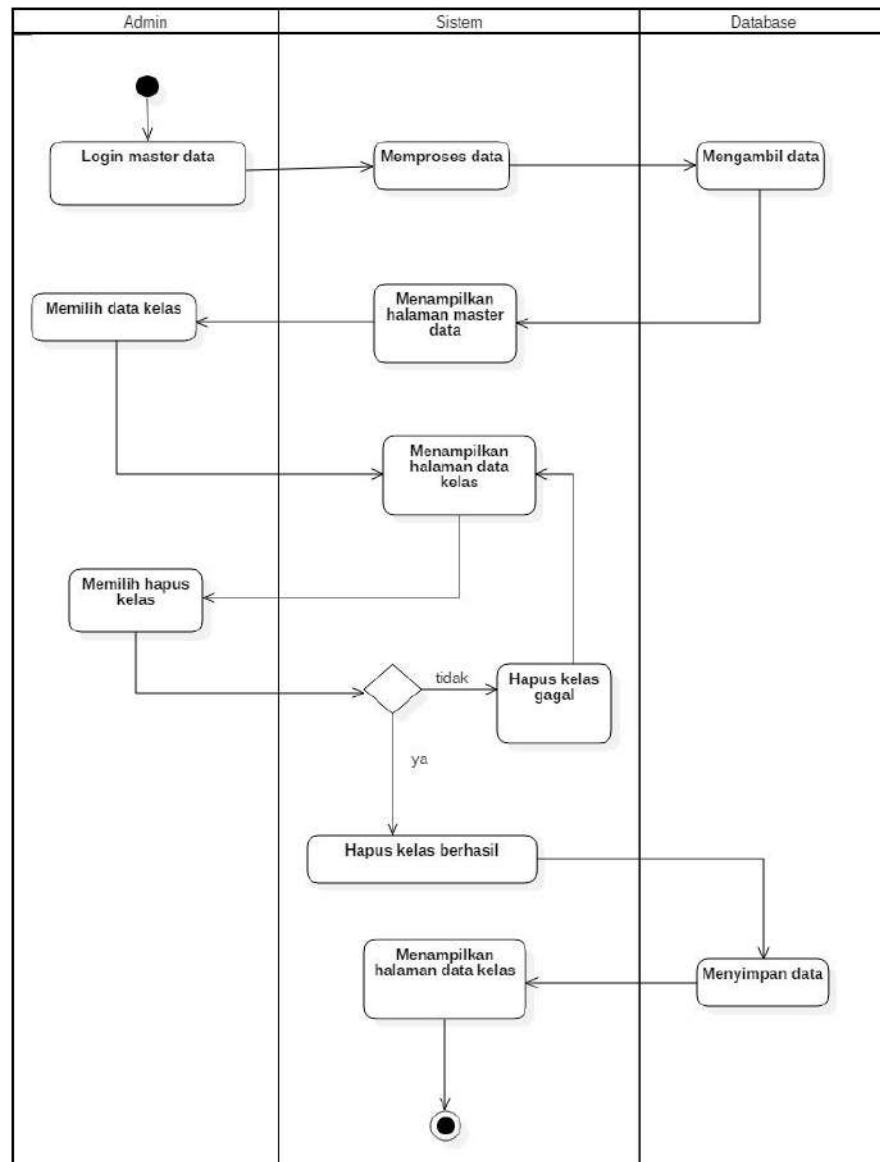 Admin
Sistem
Database
Login master data
Memproses data
Mengambil data
Memilih data kelas
Menampilkan
halaman master
data
Menampilkan
halaman data
kelas
Memilih hapus
kelas
tidak
Hapus kelas
gagal
ya
Hapus kelas berhasil
Menampilkan
halaman data kelas
Menyimpan data